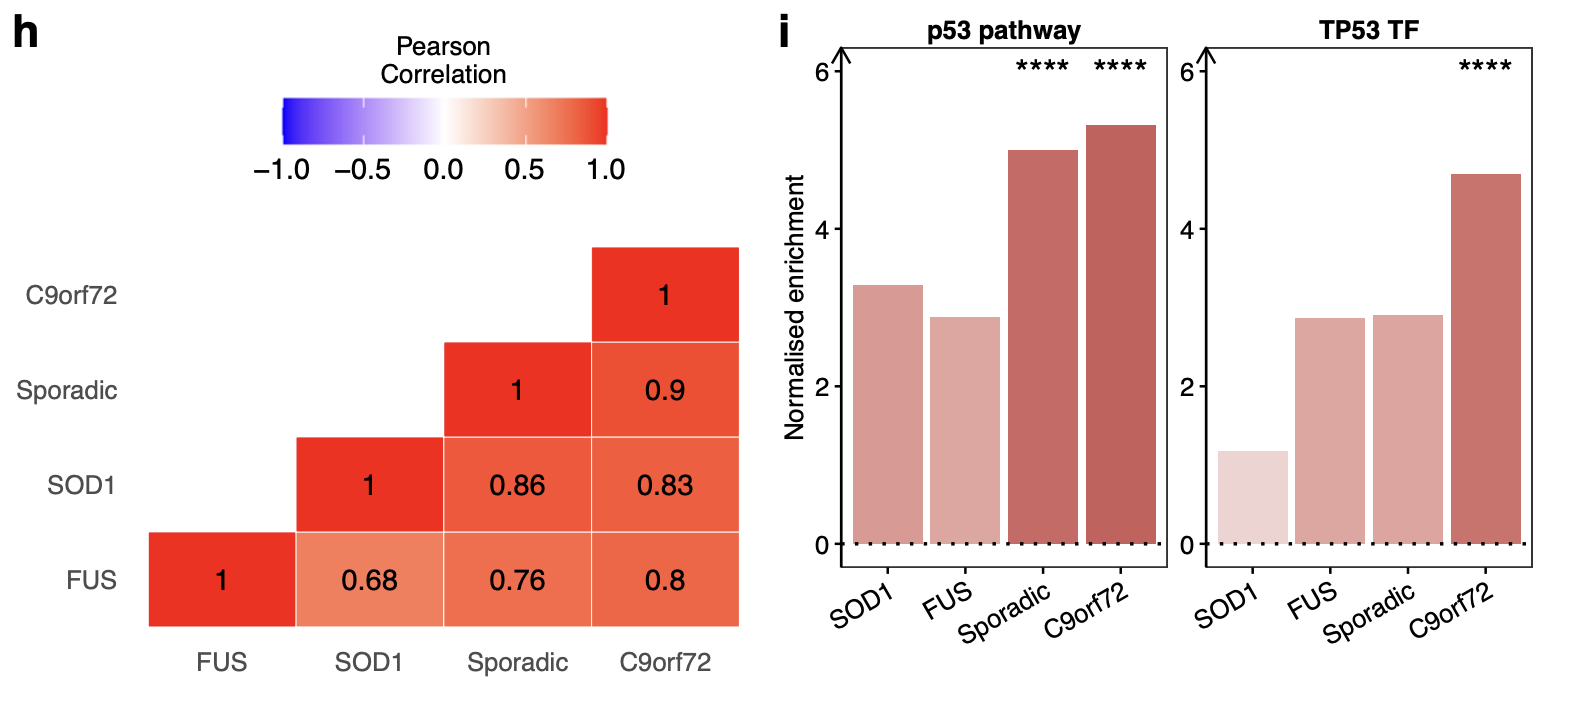 h
Pearson
Correlation
−1.0 −0.5 0.0 0.5 1.0
C9orf72 1
Sporadic 1 0.9
SOD1 1 0.86 0.83
FUS 1 0.68 0.76 0.8
FUS SOD1 Sporadic C9orf72
i
p53 pathway TP53 TF
Normalised enrichment
6 **** **** 6 ****
4 4
2 2
0 0
SOD1 FUS Sporadic C9orf72 SOD1 FUS Sporadic C9orf72